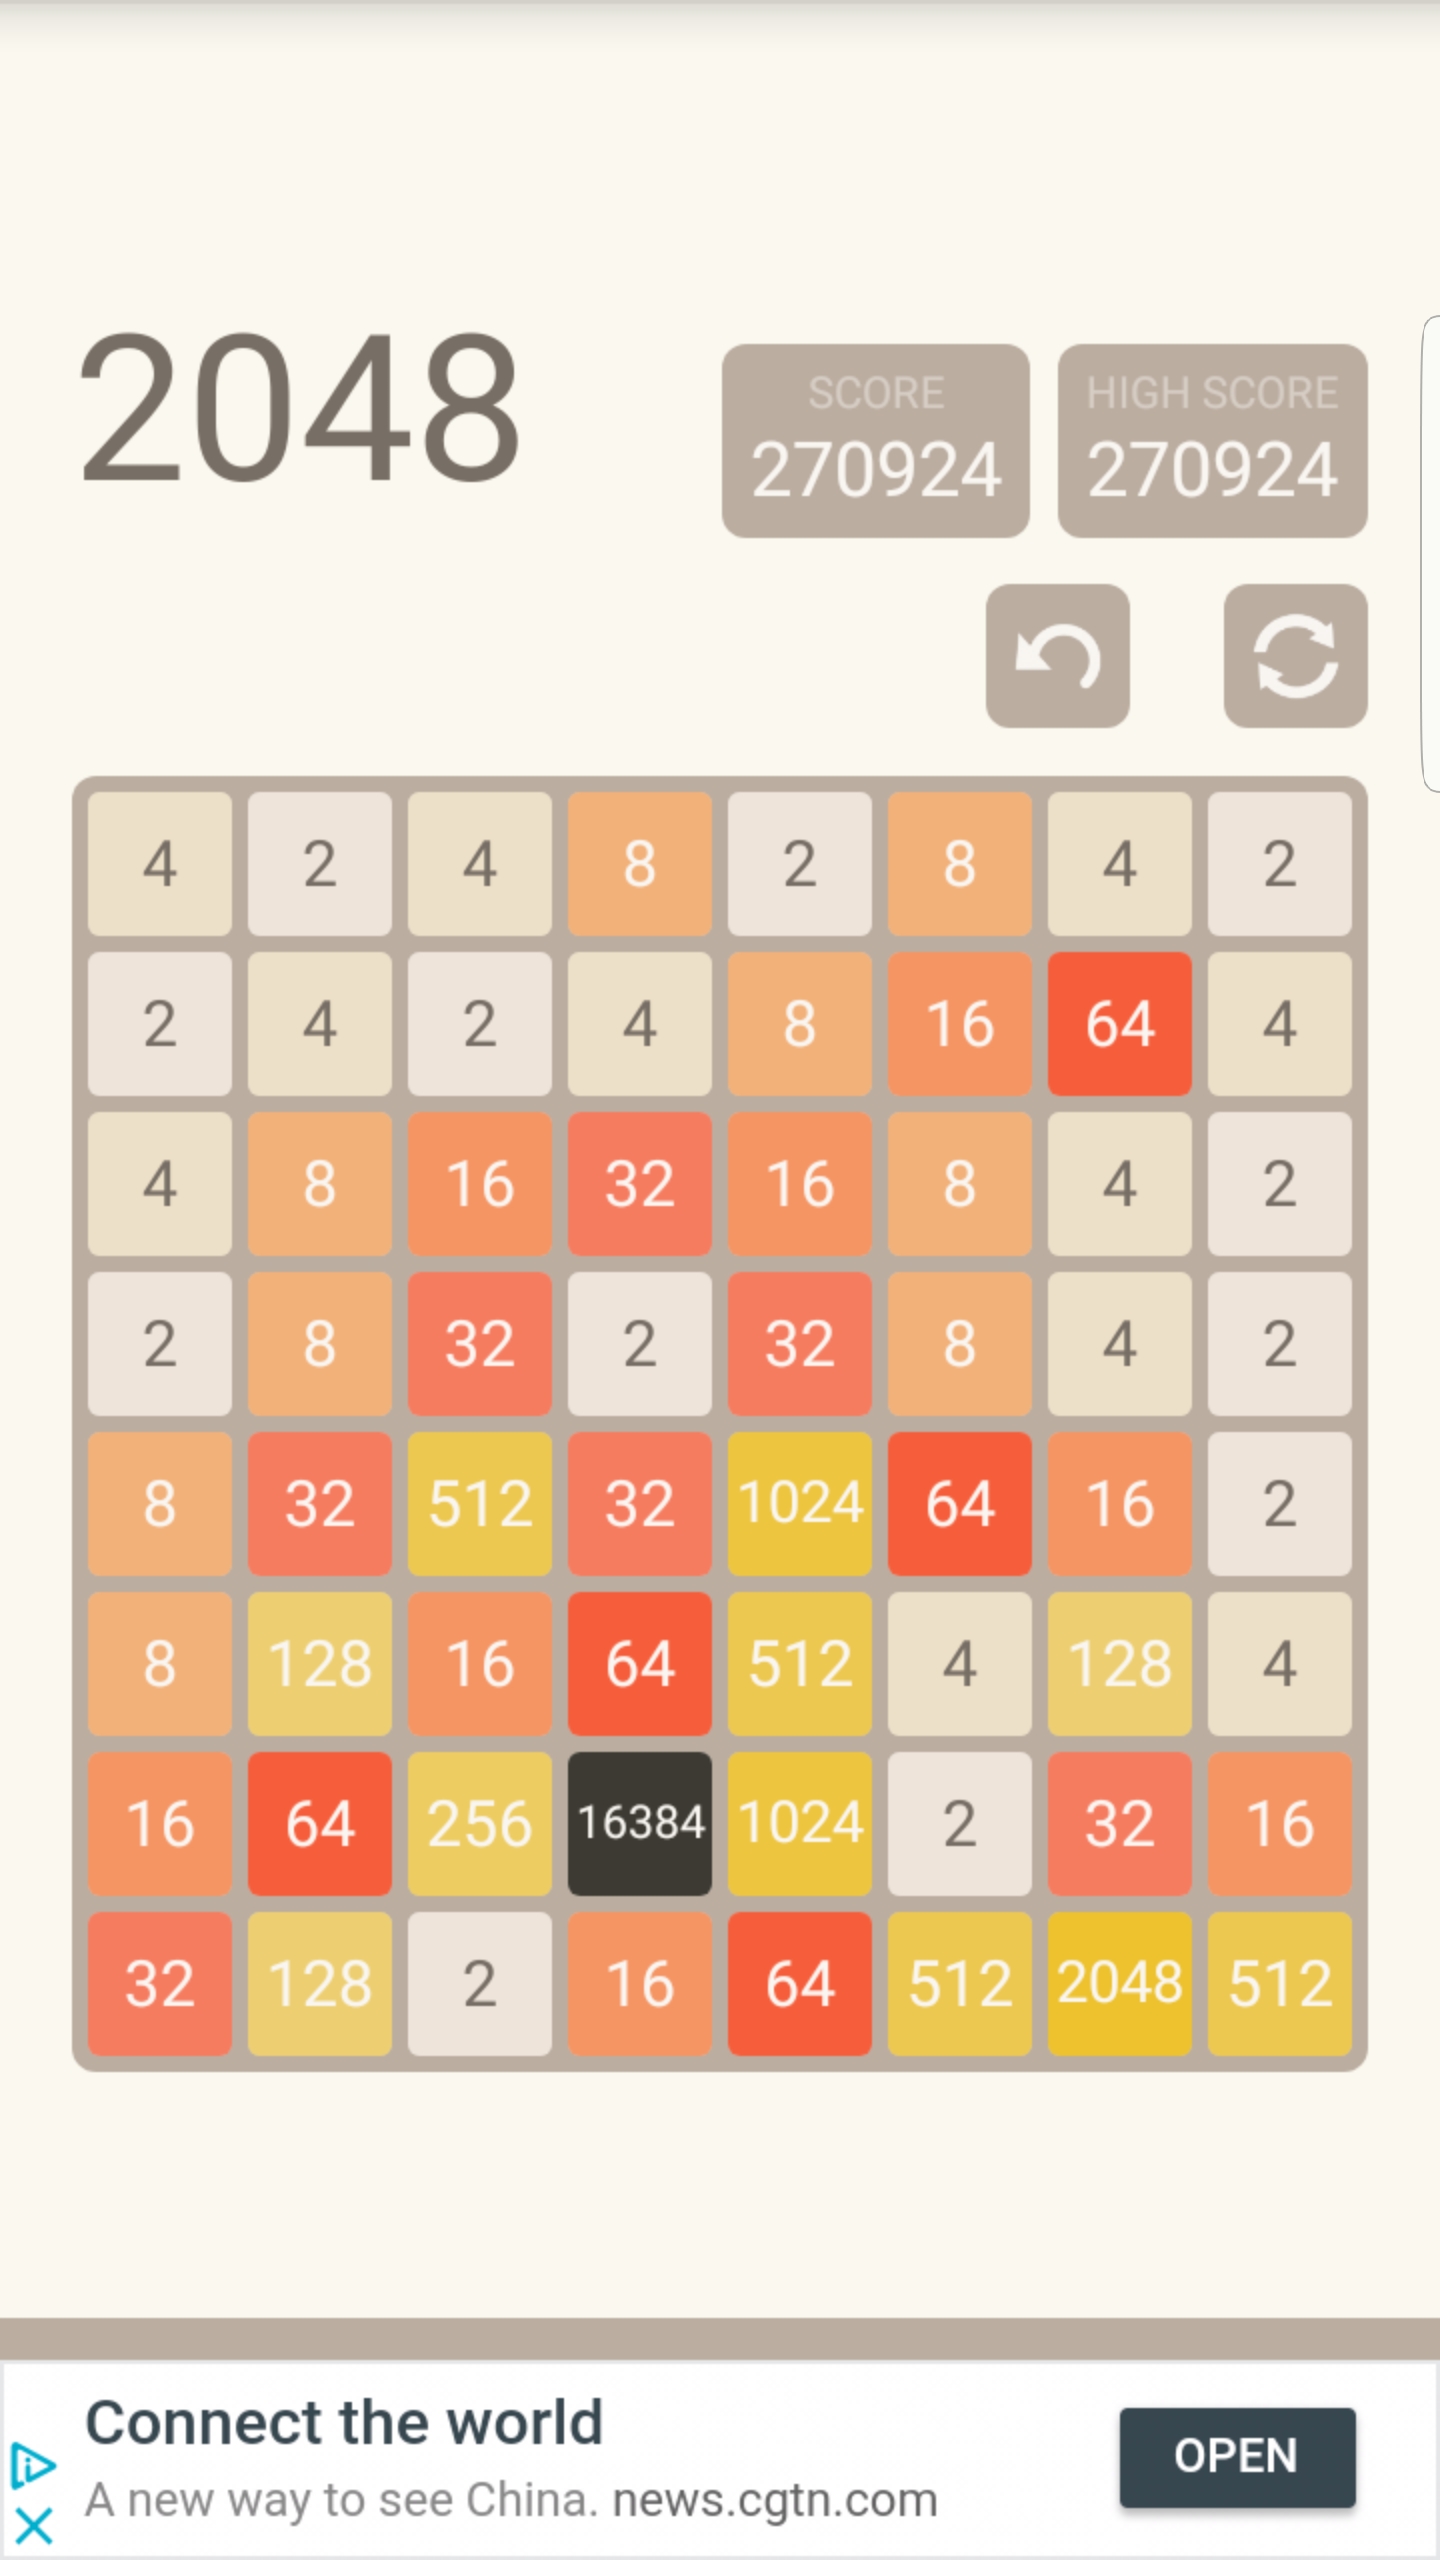 2048
SCORE
270924
HIGH SCORE
270924
4 2 4 8 2 8 4 2
2 4 2 4 8 16 64 4
4 8 16 32 16 8 4 2
2 8 32 2 32 8 4 2
8 32 512 32 1024 64 16 2
8 128 16 64 512 4 128 4
16 64 256 16384 1024 2 32 16
32 128 2 16 64 512 2048 512
Connect the world
A new way to see China. news.cgtn.com
OPEN